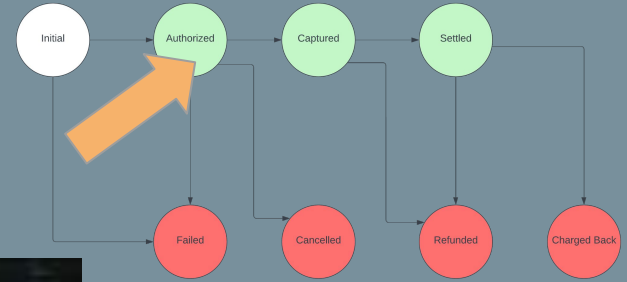 Initial
Authorized
Captured
Settled
Failed
Cancelled
Refunded
Charged Back